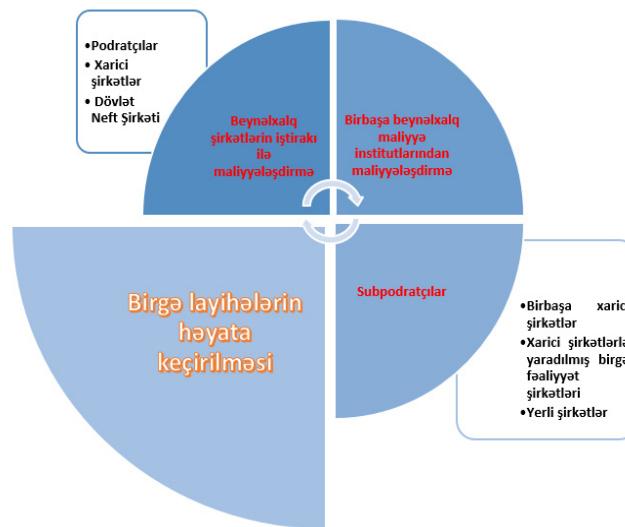 •Podratçılar
• Xarici
şirkətlər
• Dövlət
Neft Şirkəti
Beynəlxalq
şirkətlərin iştirakı
ilə
maliyyələşdirmə
Birbaşa beynəlxalq
maliyyə
institutlarından
maliyyələşdirmə
Birgə layihələrin
həyata
keçirilməsi
Subpodratçılar
•Birbaşa xarici
şirkətlər
•Xarici şirkətlərlə
yaradılmış birgə
fəaliyyət
şirkətləri
•Yerli şirkətlər